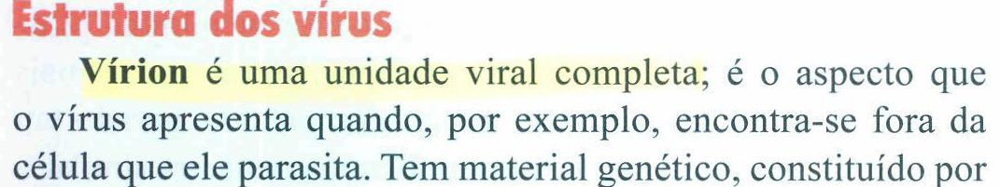 Estrutura dos vírus
Vírion é uma unidade viral completa; é o aspecto que
o vírus apresenta quando, por exemplo, encontra-se fora da
célula que ele parasita. Tem material genético, constituído por